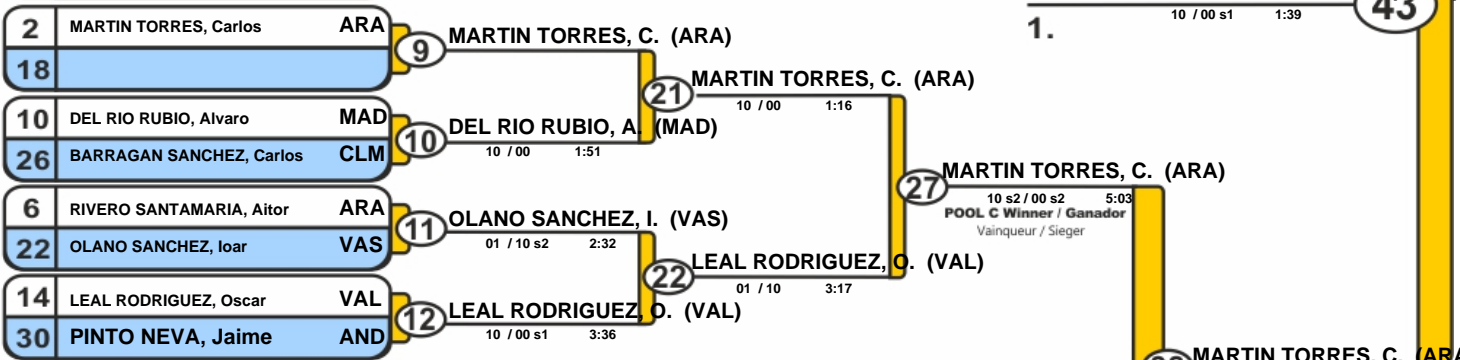 2 MARTIN TORRES, Carlos ARA
18
9 MARTIN TORRES, C. (ARA)
10 DEL RIO RUBIO, Alvaro MAD
26 BARRAGAN SANCHEZ, Carlos CLM
10 DEL RIO RUBIO, A. (MAD)
10 / 00 1:51
6 RIVERO SANTAMARIA, Aitor ARA
22 OLANO SANCHEZ, Ioar VAS
11 OLANO SANCHEZ, I. (VAS)
01 / 10 s2 2:32
14 LEAL RODRIGUEZ, Oscar VAL
30 PINTO NEVA, Jaime AND
12 LEAL RODRIGUEZ, O. (VAL)
10 / 00 s1 3:36
21 MARTIN TORRES, C. (ARA)
10 / 00 1:16
22 LEAL RODRIGUEZ, O. (VAL)
01 / 10 3:17
27 MARTIN TORRES, C. (ARA)
10 s2 / 00 s2 5:03
POOL C Winner / Ganador
Vainqueur / Sieger
10 / 00 s1 1:39
43
1.
MARTIN TORRES, C. (ARA